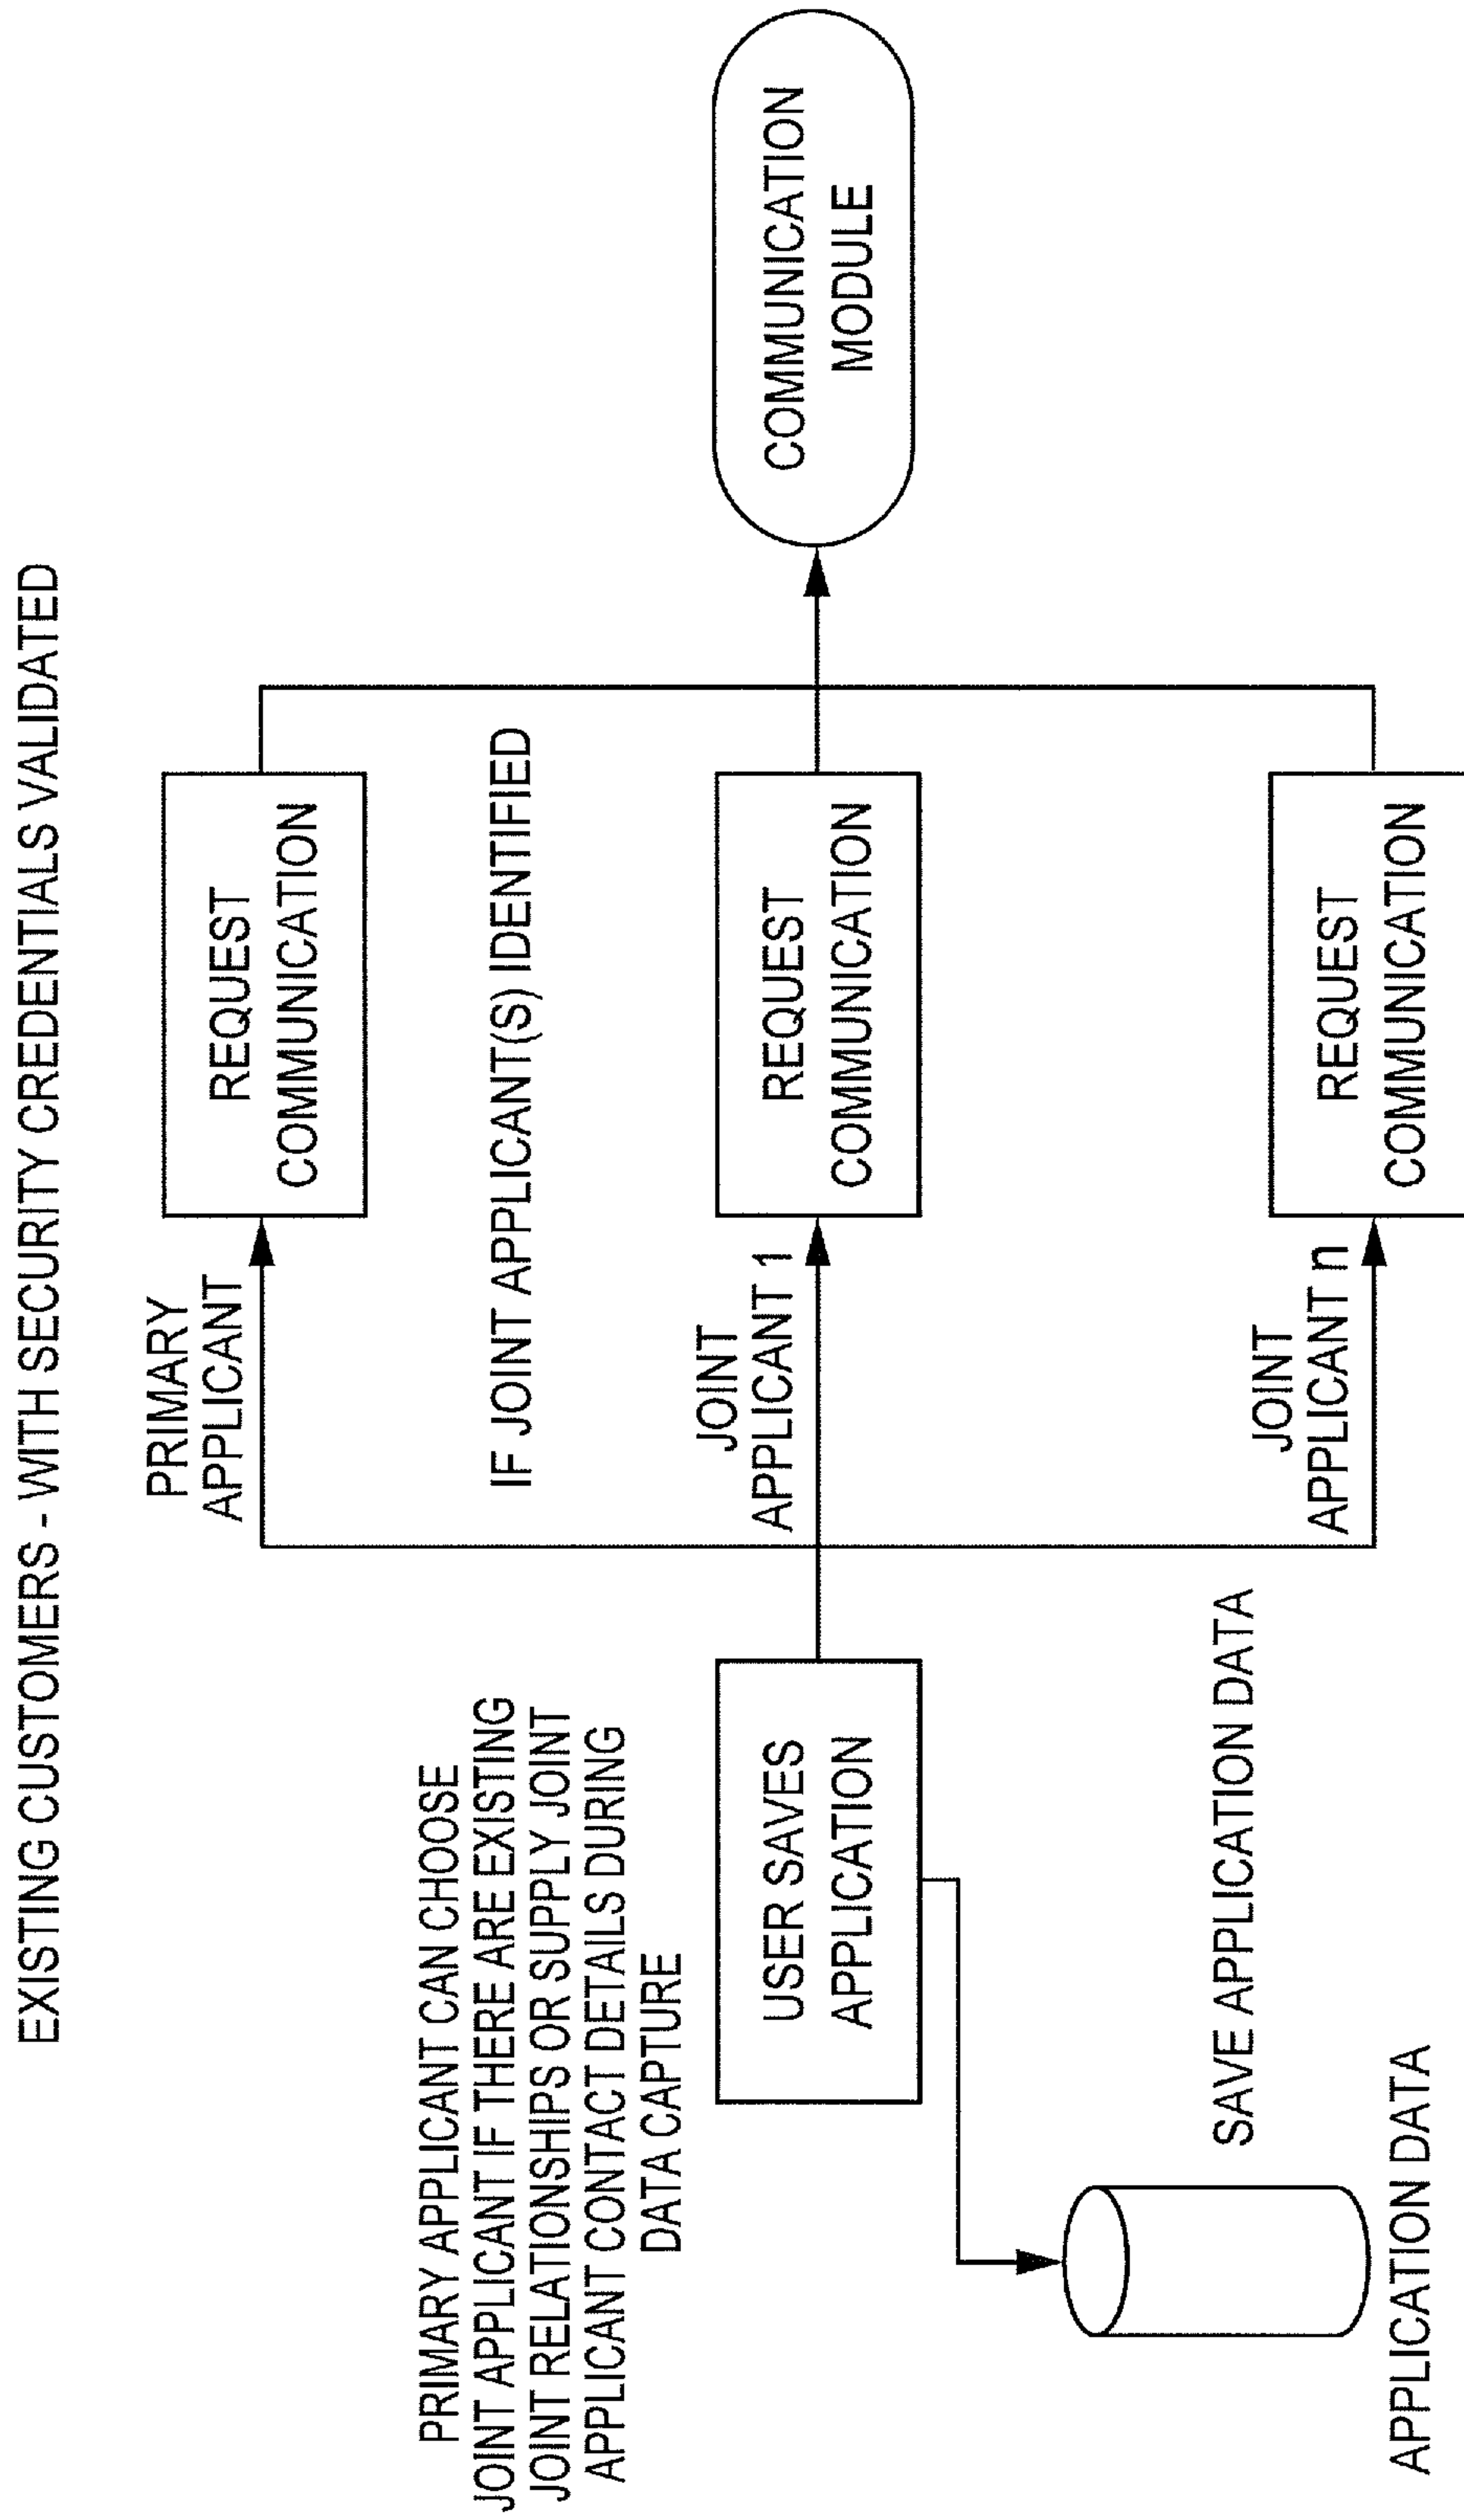 EXISTING CUSTOMERS - WITH SECURITY CREDENTIALS VALIDATED
PRIMARY APPLICANT CAN CHOOSE
JOINT APPLICANT IF THERE ARE EXISTING
JOINT RELATIONSHIPS OR SUPPLY JOINT
APPLICANT CONTACT DETAILS DURING
DATA CAPTURE
USER SAVES
APPLICATION
SAVE APPLICATION DATA
APPLICATION DATA
PRIMARY
APPLICANT
REQUEST
COMMUNICATION
IF JOINT APPLICANT(S) IDENTIFIED
JOINT
APPLICANT 1
REQUEST
COMMUNICATION
JOINT
APPLICANT n
REQUEST
COMMUNICATION
COMMUNICATION
MODULE